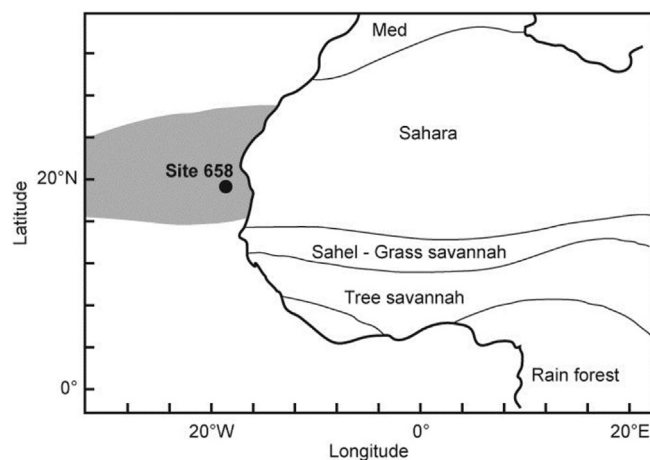 Med
Sahara
Site 658
20°N
Latitude
Sahel - Grass savannah
Tree savannah
Rain forest
0°
20°W
0°
20°E
Longitude